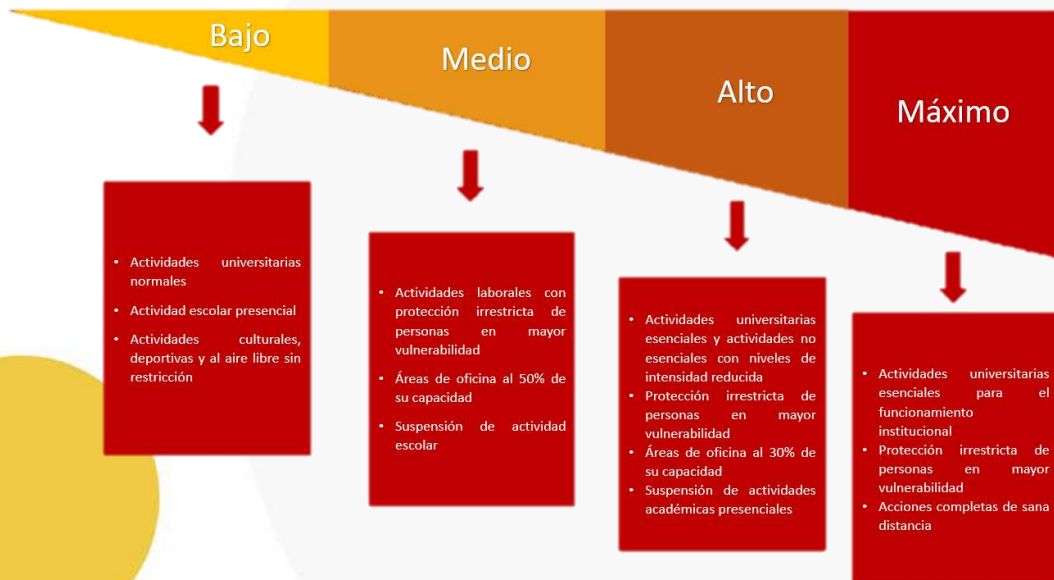 Bajo
Medio
Alto
Máximo
• Actividades universitarias
normales
• Actividad escolar presencial
• Actividades culturales,
deportivas y al aire libre sin
restricción
• Actividades laborales con
protección irrestricta de
personas en mayor
vulnerabilidad
• Áreas de oficina al 50% de
su capacidad
• Suspensión de actividad
escolar
• Actividades universitarias
esenciales y actividades no
esenciales con niveles de
intensidad reducida
• Protección irrestricta de
personas en mayor
vulnerabilidad
• Áreas de oficina al 30% de
su capacidad
• Suspensión de actividades
académicas presenciales
• Actividades universitarias
esenciales para el
funcionamiento
institucional
• Protección irrestricta de
personas en mayor
vulnerabilidad
• Acciones completas de sana
distancia